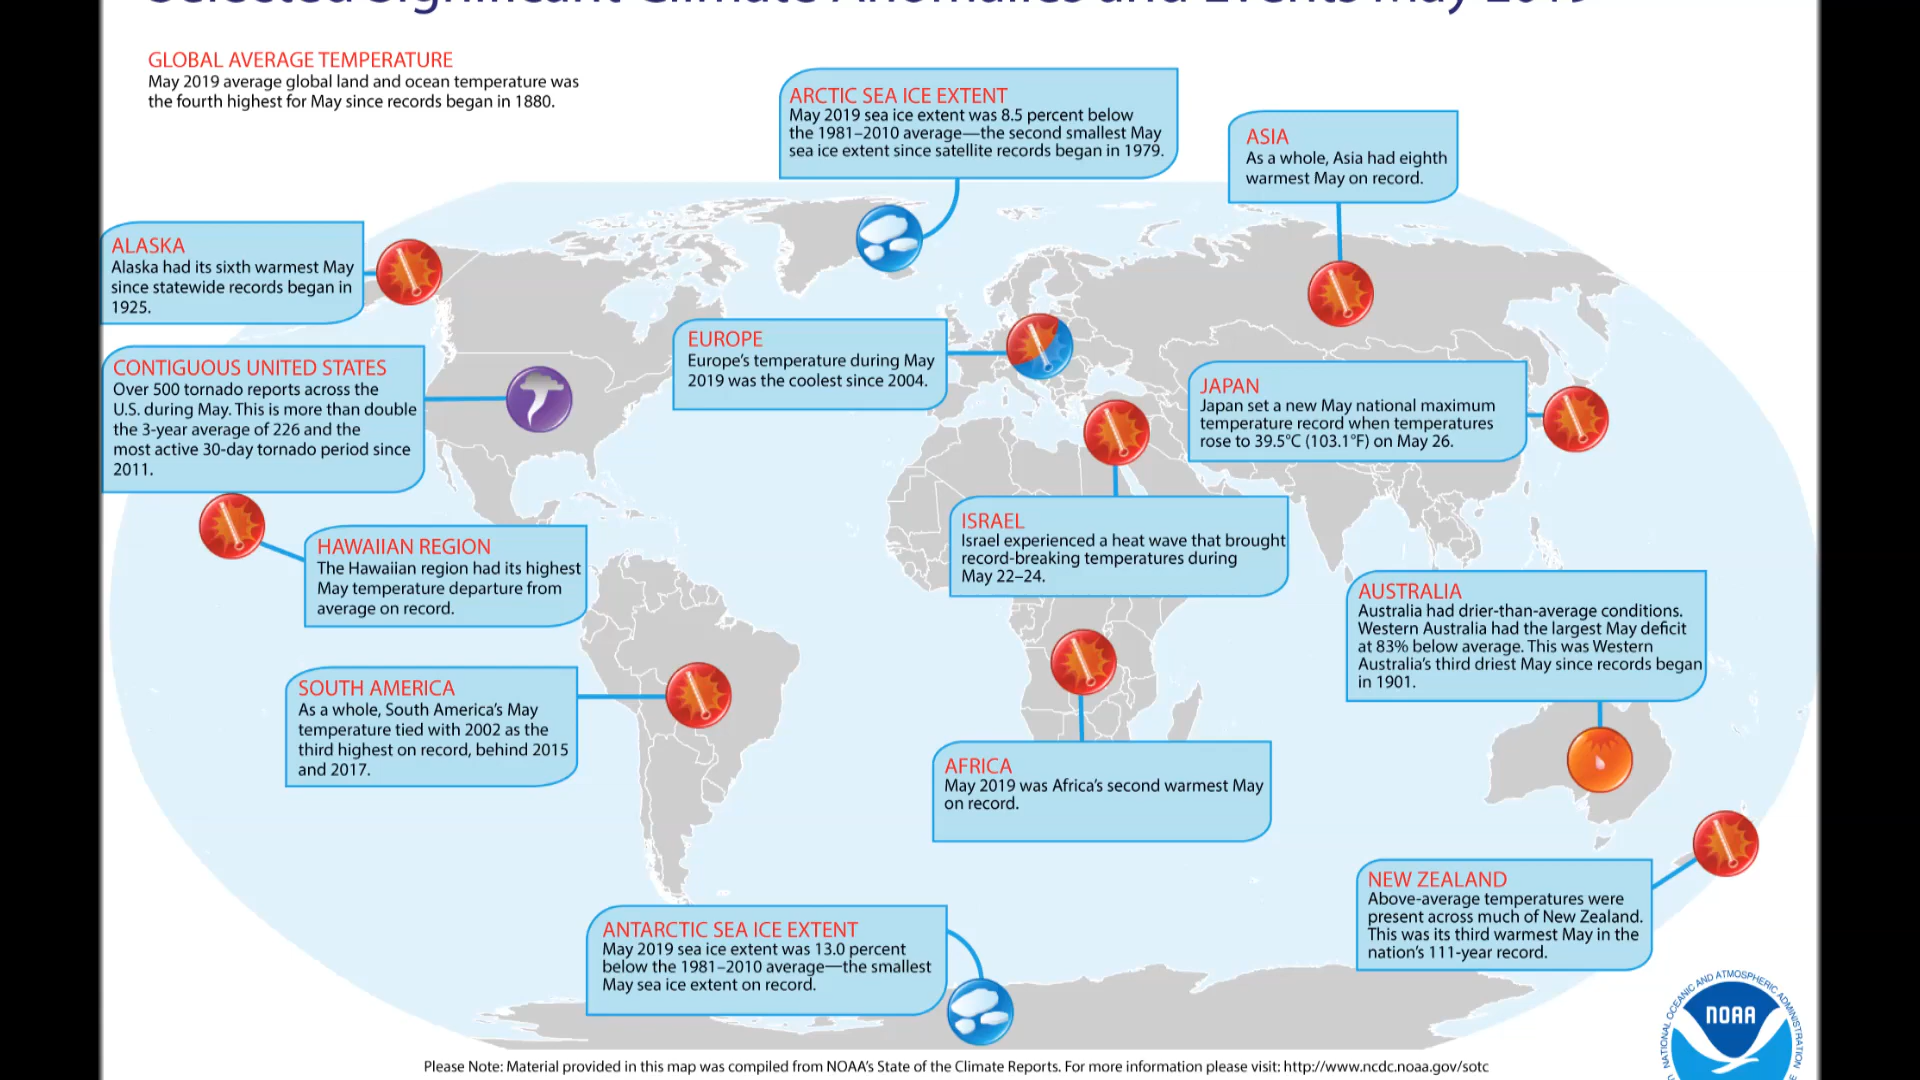 Selected Significant Climate Anomalies and Events May 2019
GLOBAL AVERAGE TEMPERATURE
May 2019 average global land and ocean temperature was
the fourth highest for May since records began in 1880.
ARCTIC SEA ICE EXTENT
May 2019 sea ice extent was 8.5 percent below
the 1981–2010 average—the second smallest May
sea ice extent since satellite records began in 1979.
ASIA
As a whole, Asia had eighth
warmest May on record.
ALASKA
Alaska had its sixth warmest May
since statewide records began in
1925.
EUROPE
Europe's temperature during May
2019 was the coolest since 2004.
CONTIGUOUS UNITED STATES
Over 500 tornado reports across the
U.S. during May. This is more than double
the 3-year average of 226 and the
most active 30-day tornado period since
2011.
JAPAN
Japan set a new May national maximum
temperature record when temperatures
rose to 39.5°C (103.1°F) on May 26.
ISRAEL
Israel experienced a heat wave that brought
record-breaking temperatures during
May 22–24.
HAWAIIAN REGION
The Hawaiian region had its highest
May temperature departure from
average on record.
AUSTRALIA
Australia had drier-than-average conditions.
Western Australia had the largest May deficit
at 83% below average. This was Western
Australia's third driest May since records began
in 1901.
SOUTH AMERICA
As a whole, South America's May
temperature tied with 2002 as the
third highest on record, behind 2015
and 2017.
AFRICA
May 2019 was Africa's second warmest May
on record.
NEW ZEALAND
Above-average temperatures were
present across much of New Zealand.
This was its third warmest May in the
nation's 111-year record.
ANTARCTIC SEA ICE EXTENT
May 2019 sea ice extent was 13.0 percent
below the 1981–2010 average—the smallest
May sea ice extent on record.
NATIONAL OCEANIC AND ATMOSPHERIC ADMINISTRATION
NOAA
Please Note: Material provided in this map was compiled from NOAA's State of the Climate Reports. For more information please visit: http://www.ncdc.noaa.gov/sotc